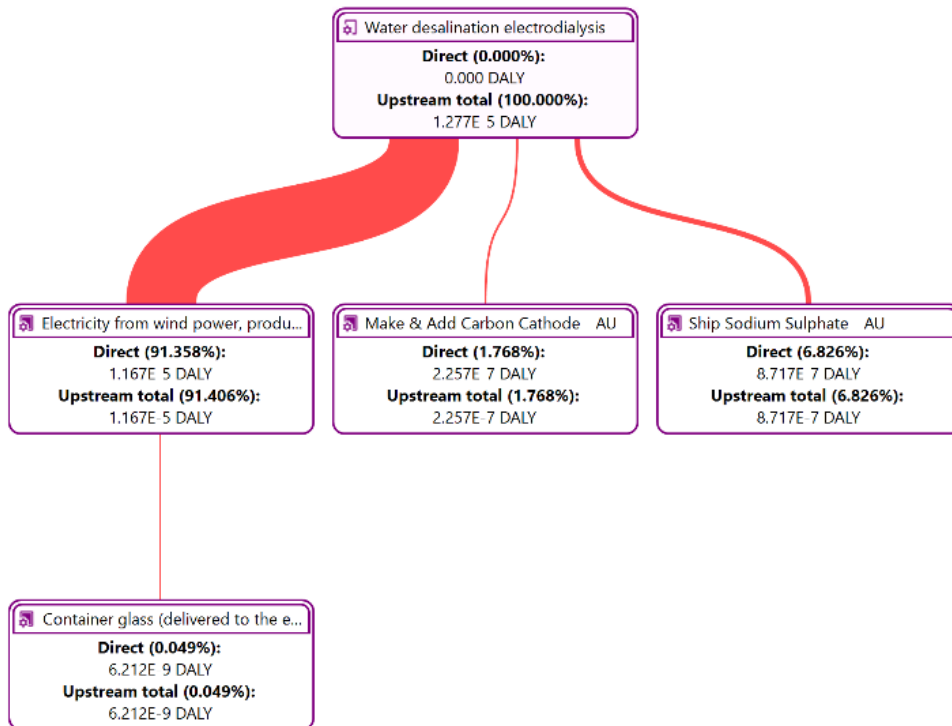 Water desalination electrodialysis
Direct (0.000%):
0.000 DALY
Upstream total (100.000%):
1.277E 5 DALY
Electricity from wind power, produ...
Direct (91.358%):
1.167E 5 DALY
Upstream total (91.406%):
1.167E-5 DALY
Make & Add Carbon Cathode AU
Direct (1.768%):
2.257E 7 DALY
Upstream total (1.768%):
2.257E-7 DALY
Ship Sodium Sulphate AU
Direct (6.826%):
8.717E 7 DALY
Upstream total (6.826%):
8.717E-7 DALY
Container glass (delivered to the e...
Direct (0.049%):
6.212E 9 DALY
Upstream total (0.049%):
6.212E-9 DALY